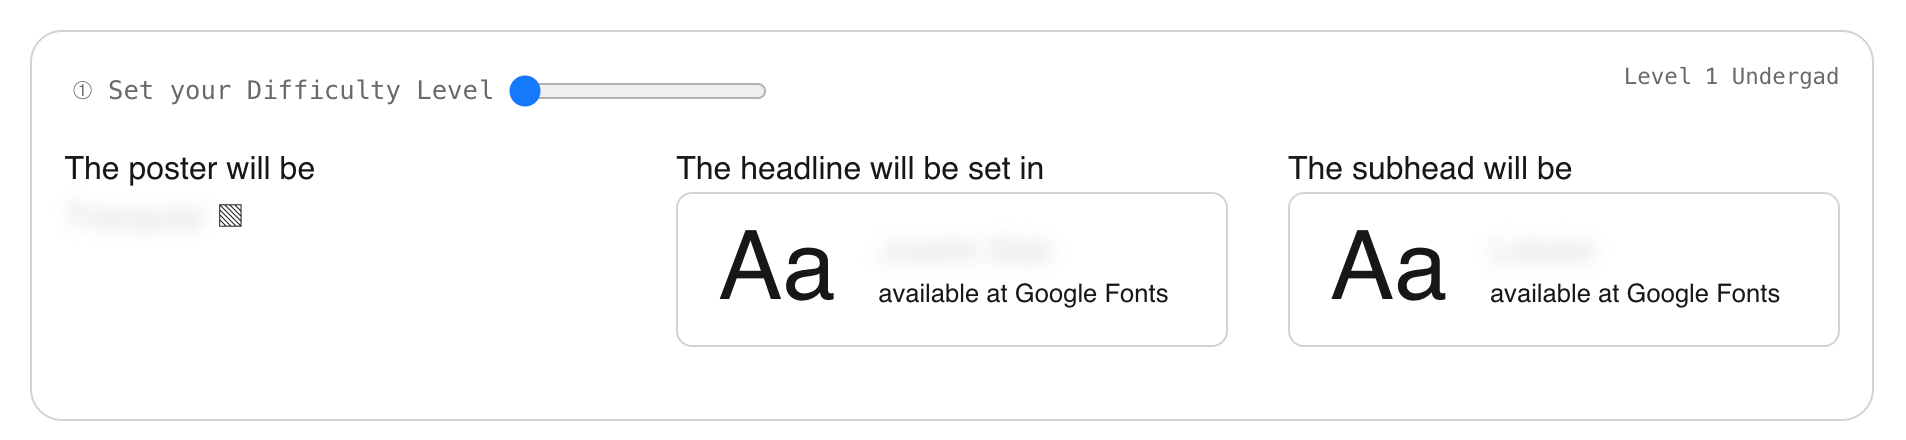 ① Set your Difficulty Level
Level 1 Undergad
The poster will be
The headline will be set in
Aa
available at Google Fonts
The subhead will be
Aa
available at Google Fonts